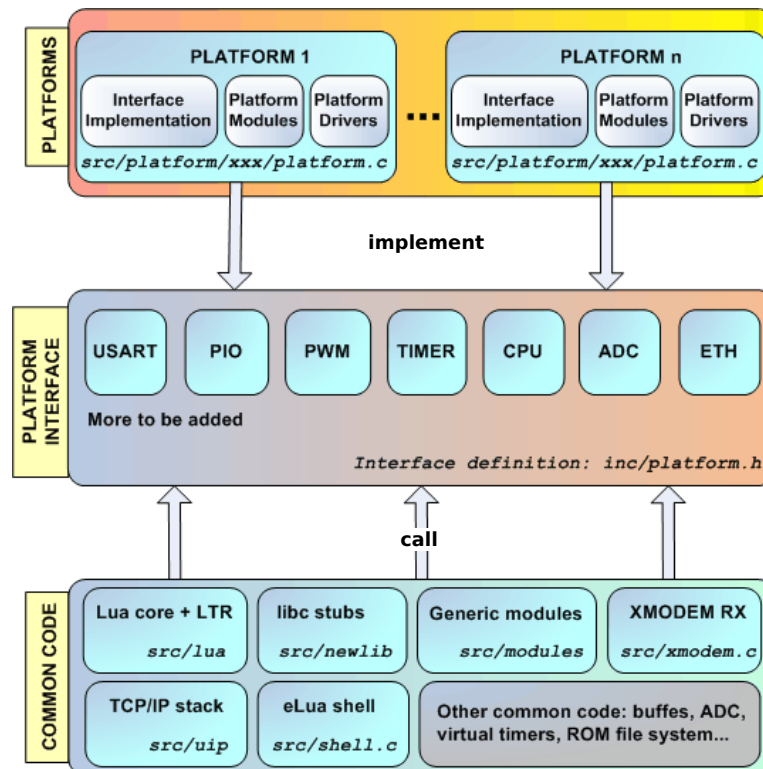 PLATFORMS
PLATFORM 1
Interface
Implementation
Platform
Modules
Platform
Drivers
src/platform/xxx/platform.c
...
PLATFORM n
Interface
Implementation
Platform
Modules
Platform
Drivers
src/platform/xxx/platform.c
implement
PLATFORM
INTERFACE
USART
PIO
PWM
TIMER
CPU
ADC
ETH
More to be added
Interface definition: inc/platform.h
call
COMMON CODE
Lua core + LTR
src/lua
libc stubs
src/newlib
Generic modules
src/modules
XMODEM RX
src/xmodem.c
TCP/IP stack
src/uip
eLua shell
src/shell.c
Other common code: buffes, ADC,
virtual timers, ROM file system...